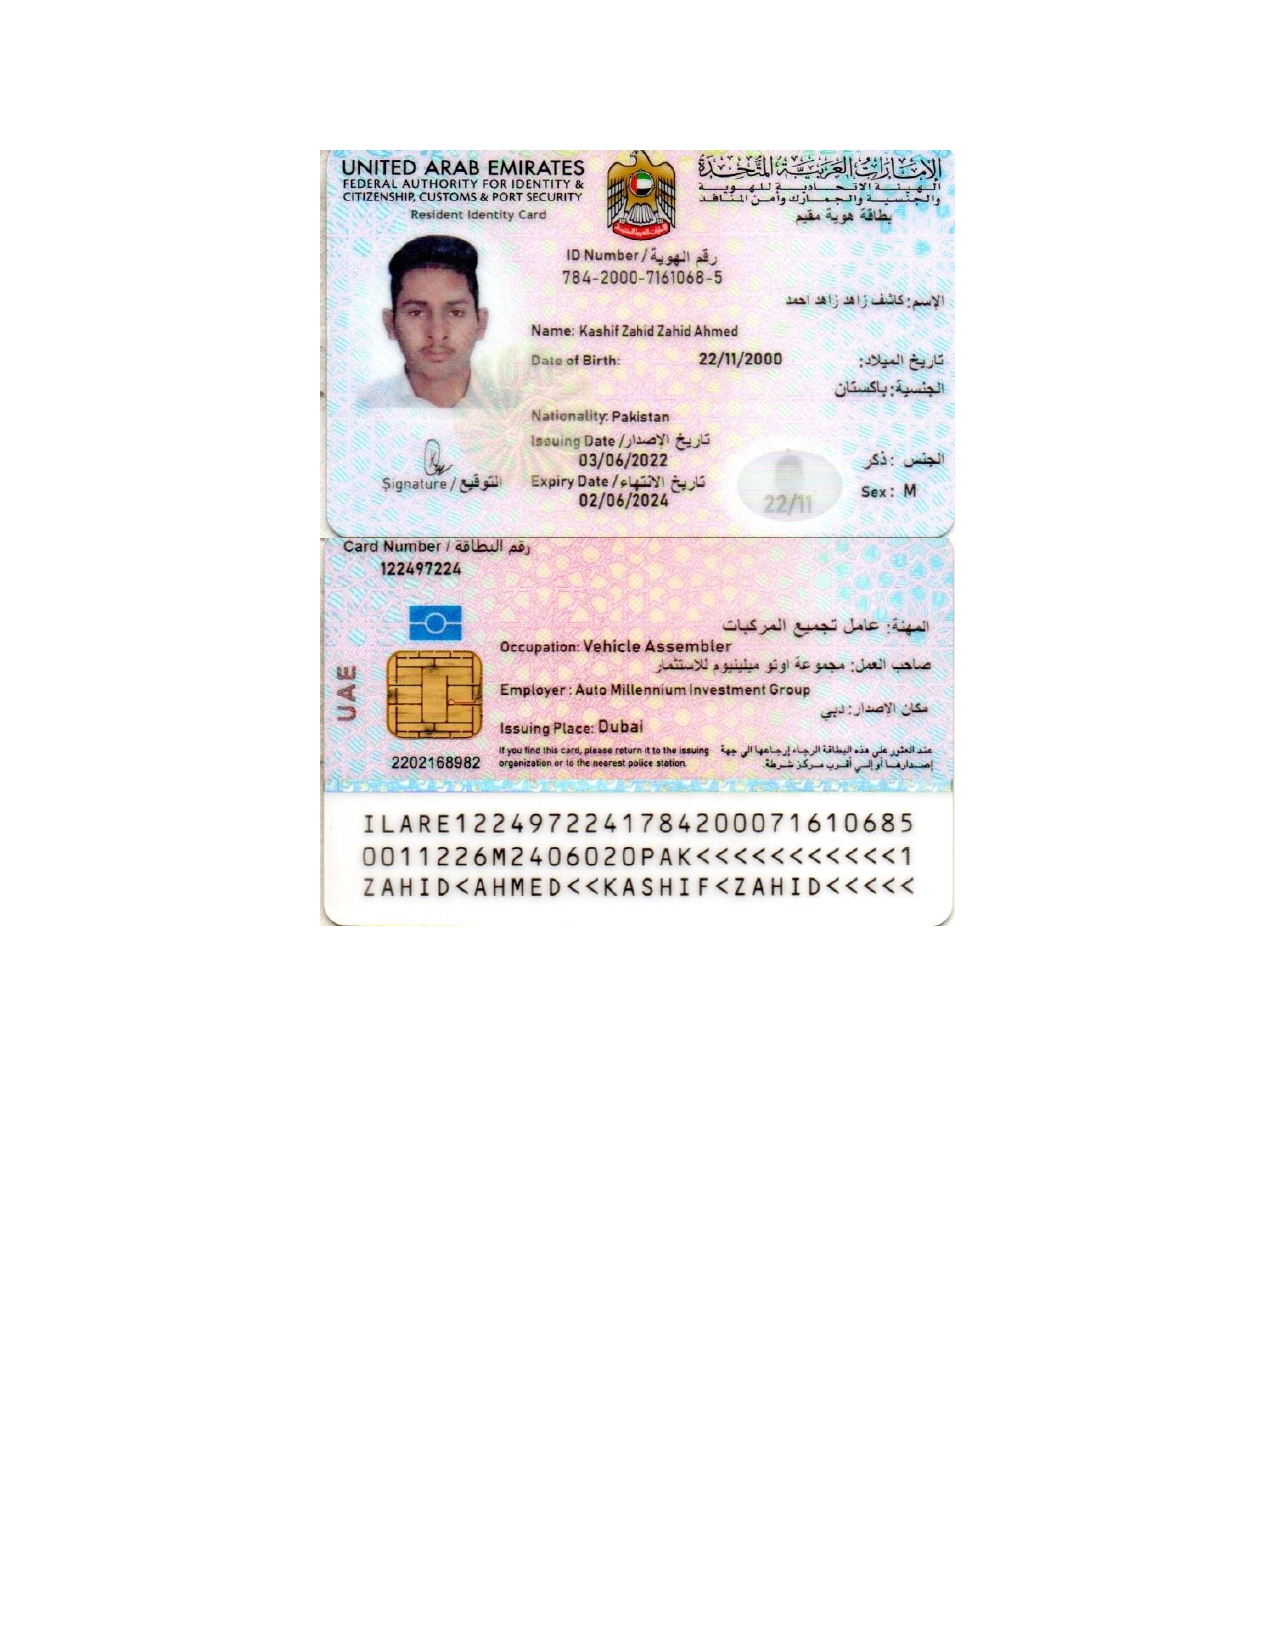 UNITED ARAB EMIRATES
FEDERAL AUTHORITY FOR IDENTITY &
CITIZENSHIP, CUSTOMS & PORT SECURITY
Resident Identity Card
الإمارات العربية المتحدة
الهيئة الاتحادية للهوية
والجنسية والجمارك وأمن المنافذ
بطاقة هوية مقيم
ID Number / رقم الهوية
784-2000-7161068-5
الإسم: كاشف زاهد زاهد احمد
Name: Kashif Zahid Zahid Ahmed
Date of Birth: 22/11/2000 تاريخ الميلاد:
الجنسية: باكستان
Nationality: Pakistan
Issuing Date / تاريخ الإصدار
03/06/2022
الجنس : ذكر
Signature / التوقيع
Expiry Date / تاريخ الانتهاء
02/06/2024
Sex: M
22/11
Card Number / رقم البطاقة
122497224
المهنة: عامل تجميع المركبات
Occupation: Vehicle Assembler
صاحب العمل: مجموعة اوتو ميلينيوم للاستثمار
Employer : Auto Millennium Investment Group
مكان الاصدار: دبي
Issuing Place: Dubai
UAE
If you find this card, please return it to the issuing
organization or to the nearest police station.
عند العثور على هذه البطاقة الرجاء إرجاعها الى جهة
إصدارها أو إلى أقرب مركز شرطة.
2202168982
ILARE1224972241784200071610685
0011226M2406020PAK<<<<<<<<<<<1
ZAHID<AHMED<<KASHIF<ZAHID<<<<<